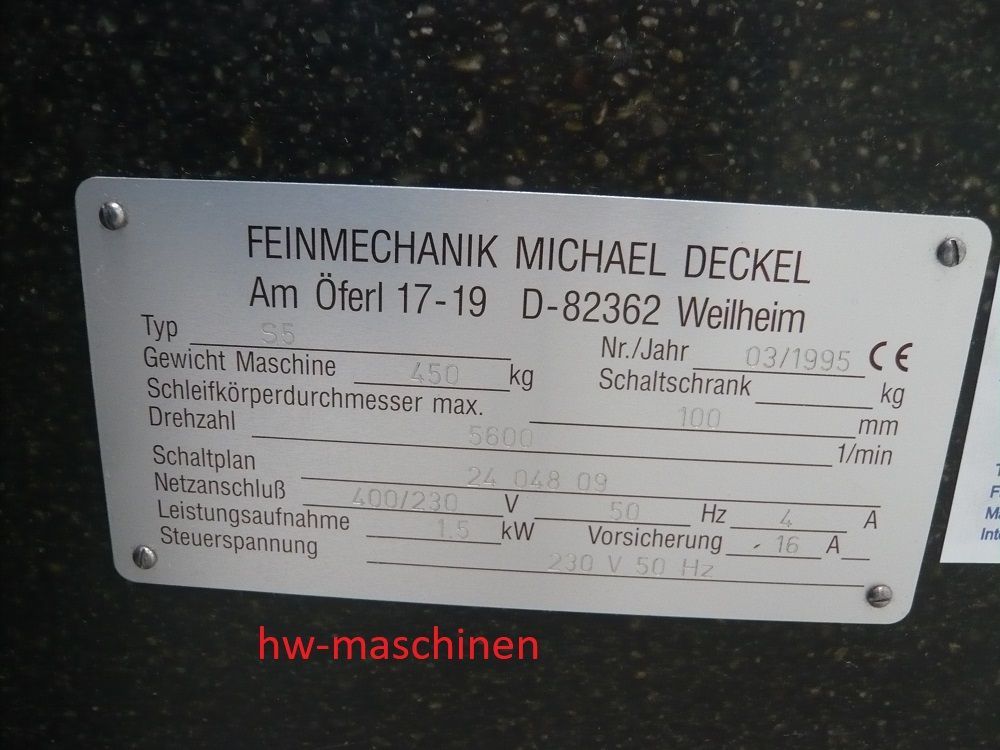 FEINMECHANIK MICHAEL DECKEL
Am Öferl 17-19 D-82362 Weilheim
Typ S5 Nr./Jahr 03/1995 CE
Gewicht Maschine 450 kg Schaltschrank kg
Schleifkörperdurchmesser max. 100 mm
Drehzahl 5600 1/min
Schaltplan 24 048 09
Netzanschluß 400/230 V 50 Hz 4 A
Leistungsaufnahme 1.5 kW Vorsicherung 16 A
Steuerspannung 230 V 50 Hz
hw-maschinen